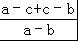 a − c+c − b
a − b